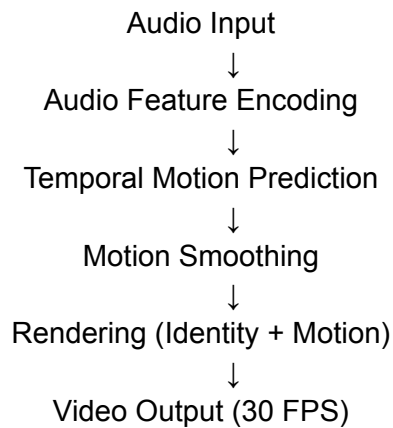 Audio Input
↓
Audio Feature Encoding
↓
Temporal Motion Prediction
↓
Motion Smoothing
↓
Rendering (Identity + Motion)
↓
Video Output (30 FPS)